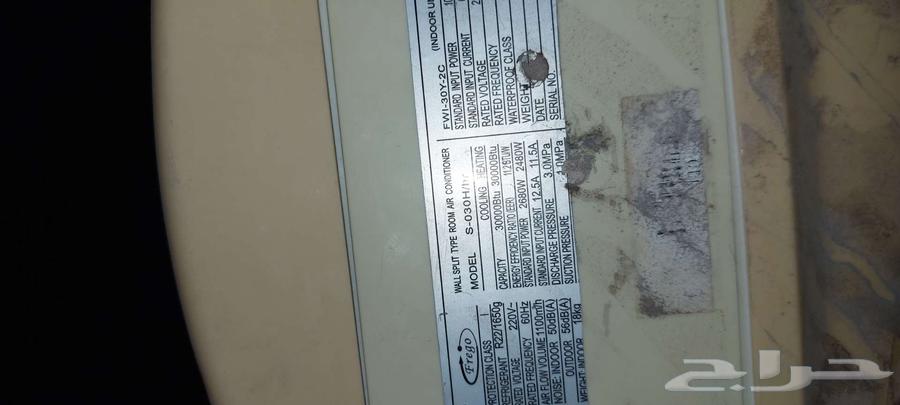 Frego
WALL SPLIT TYPE ROOM AIR CONDITIONER
MODEL S-030H/
COOLING HEATING
CAPACITY 30000Btu 30000Btu
ENERGY EFFICIENCY RATIO (EER)
STANDARD INPUT POWER 2680W 2480W
STANDARD INPUT CURRENT 12.5A 11.5A
DISCHARGE PRESSURE 3.0MPa
SUCTION PRESSURE 1.0MPa
PROTECTION CLASS I
REFRIGERANT R22/1650g
RATED VOLTAGE 220V~
RATED FREQUENCY 60Hz
AIR FLOW VOLUME 1100m³/h
NOISE: INDOOR 50dB(A)
OUTDOOR 56dB(A)
WEIGHT: INDOOR 18kg
FWI-30Y-2C (INDOOR
STANDARD INPUT POWER
STANDARD INPUT CURRENT
RATED VOLTAGE
RATED FREQUENCY
WATERPROOF CLASS
WEIGHT
DATE
SERIAL NO.
حراج